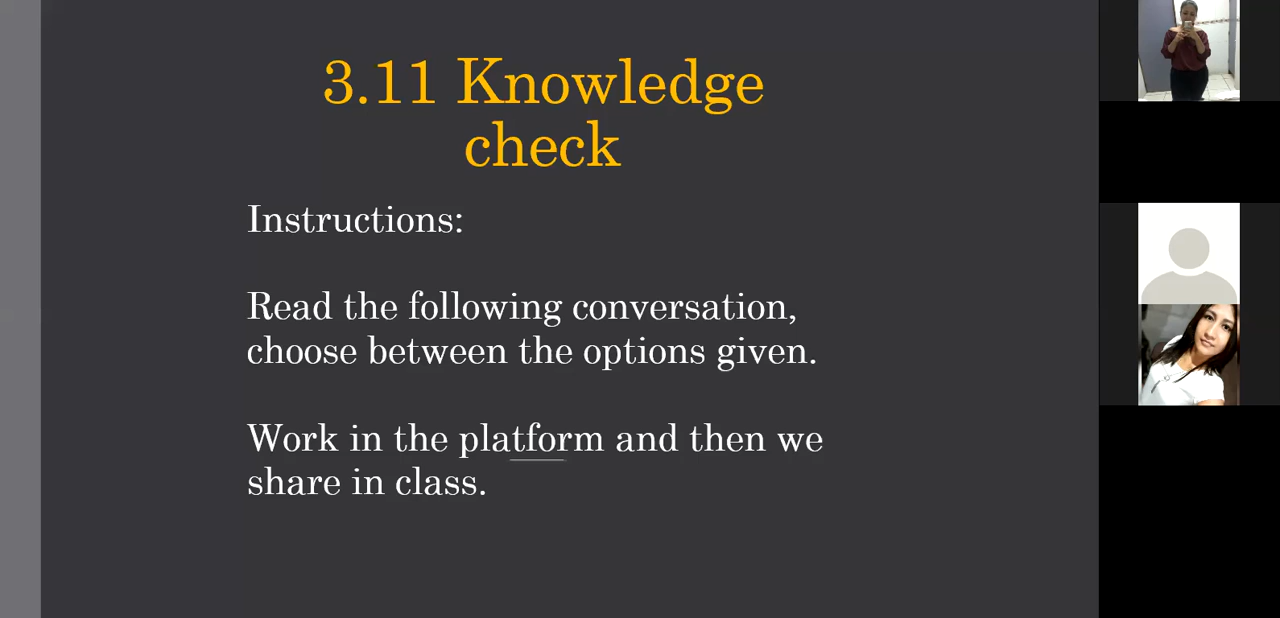 3.11 Knowledge
check
Instructions:
Read the following conversation,
choose between the options given.
Work in the platform and then we
share in class.